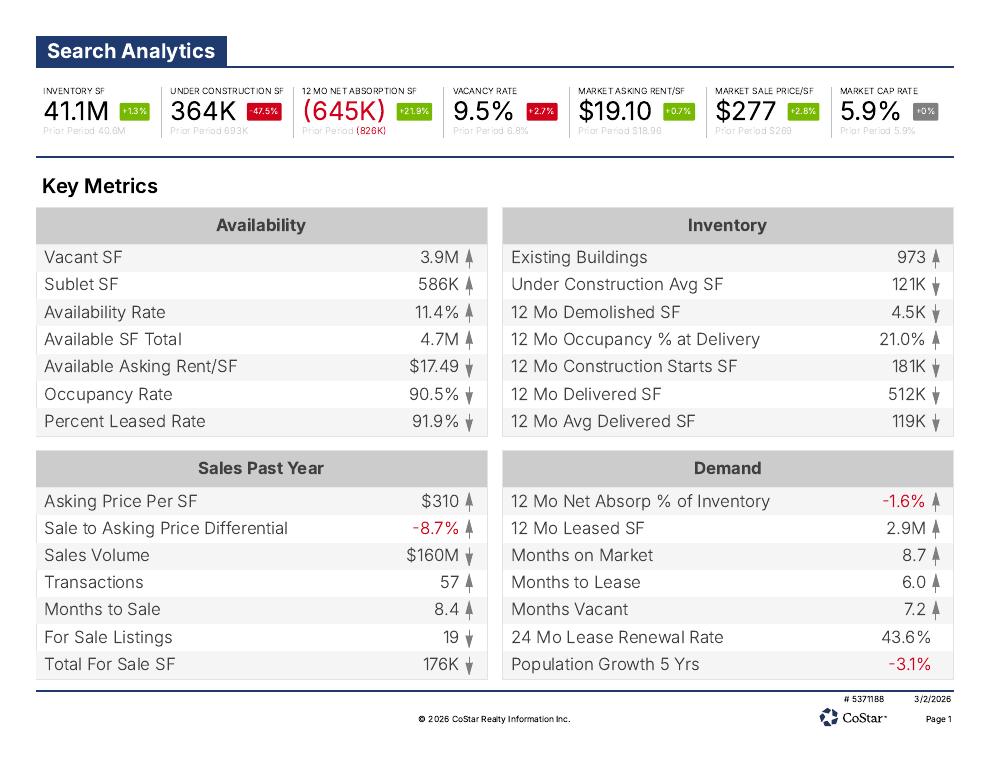 Search Analytics
INVENTORY SF UNDER CONSTRUCTION SF 12 MO NET ABSORPTION SF VACANCY RATE MARKET ASKING RENT/SF MARKET SALE PRICE/SF MARKET CAP RATE
41.1M +1.3% 364K -47.5% (645K) +21.9% 9.5% +2.7% $19.10 +0.7% $277 +2.8% 5.9% +0%
Prior Period 40.6M Prior Period 693K Prior Period (826K) Prior Period 6.8% Prior Period $18.96 Prior Period $269 Prior Period 5.9%
Key Metrics
Availability
Vacant SF 3.9M
Sublet SF 586K
Availability Rate 11.4%
Available SF Total 4.7M
Available Asking Rent/SF $17.49
Occupancy Rate 90.5%
Percent Leased Rate 91.9%
Inventory
Existing Buildings 973
Under Construction Avg SF 121K
12 Mo Demolished SF 4.5K
12 Mo Occupancy % at Delivery 21.0%
12 Mo Construction Starts SF 181K
12 Mo Delivered SF 512K
12 Mo Avg Delivered SF 119K
Sales Past Year
Asking Price Per SF $310
Sale to Asking Price Differential -8.7%
Sales Volume $160M
Transactions 57
Months to Sale 8.4
For Sale Listings 19
Total For Sale SF 176K
Demand
12 Mo Net Absorp % of Inventory -1.6%
12 Mo Leased SF 2.9M
Months on Market 8.7
Months to Lease 6.0
Months Vacant 7.2
24 Mo Lease Renewal Rate 43.6%
Population Growth 5 Yrs -3.1%
# 5371188 3/2/2026
© 2026 CoStar Realty Information Inc.
CoStar™ Page 1